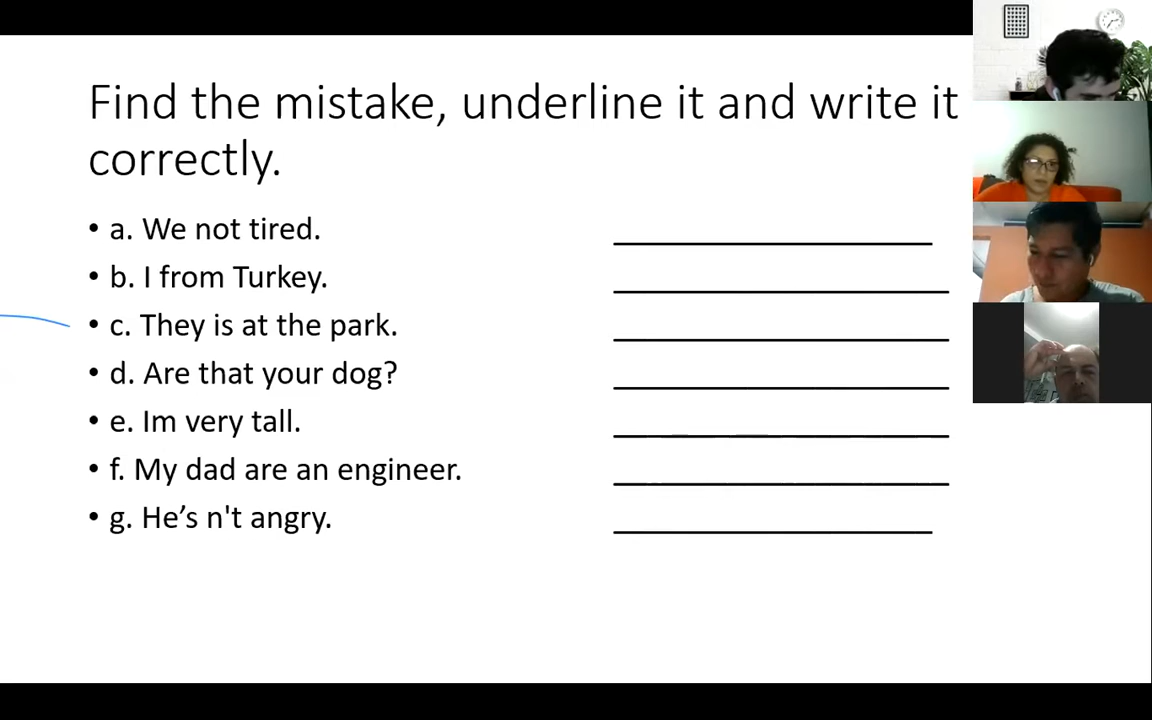 Find the mistake, underline it and write it
correctly.
• a. We not tired.
• b. I from Turkey.
• c. They is at the park.
• d. Are that your dog?
• e. Im very tall.
• f. My dad are an engineer.
• g. He’s n't angry.